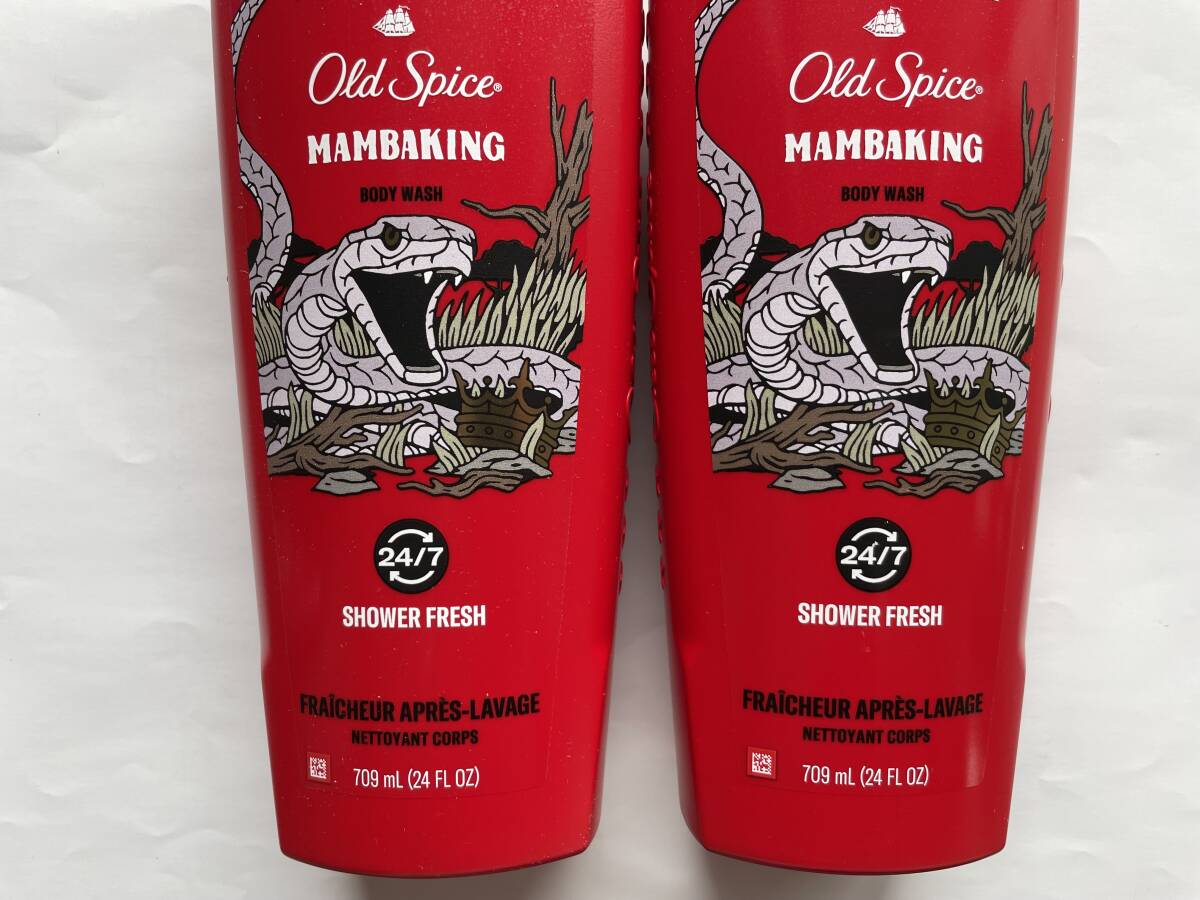 Old Spice®
MAMBAKING
BODY WASH
24/7
SHOWER FRESH
FRAÎCHEUR APRÈS-LAVAGE
NETTOYANT CORPS
709 mL (24 FL OZ)
Old Spice®
MAMBAKING
BODY WASH
24/7
SHOWER FRESH
FRAÎCHEUR APRÈS-LAVAGE
NETTOYANT CORPS
709 mL (24 FL OZ)